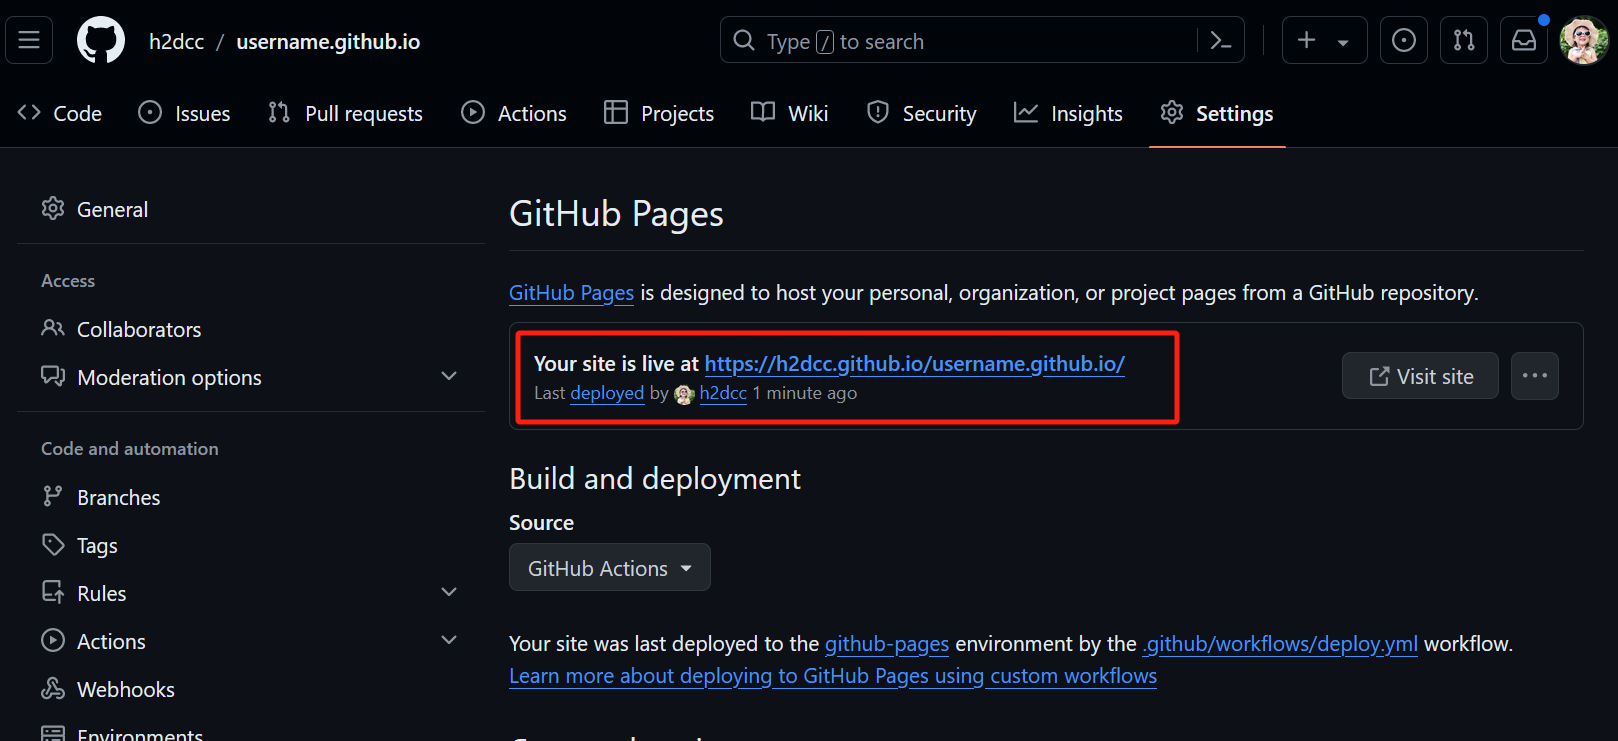 h2dcc / username.github.io
Type / to search
Code
Issues
Pull requests
Actions
Projects
Wiki
Security
Insights
Settings
General
Access
Collaborators
Moderation options
Code and automation
Branches
Tags
Rules
Actions
Webhooks
Environments
GitHub Pages
GitHub Pages is designed to host your personal, organization, or project pages from a GitHub repository.
Your site is live at https://h2dcc.github.io/username.github.io/
Last deployed by h2dcc 1 minute ago
Visit site
Build and deployment
Source
GitHub Actions
Your site was last deployed to the github-pages environment by the .github/workflows/deploy.yml workflow.
Learn more about deploying to GitHub Pages using custom workflows